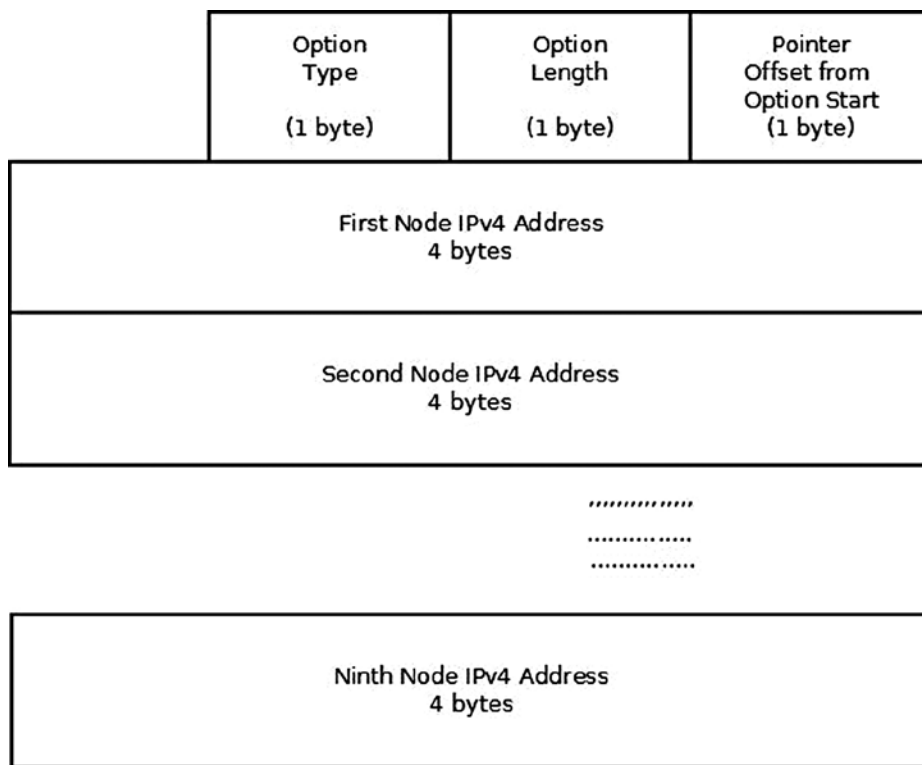 Option
Type
(1 byte)
Option
Length
(1 byte)
Pointer
Offset from
Option Start
(1 byte)
First Node IPv4 Address
4 bytes
Second Node IPv4 Address
4 bytes
,,,,,,,,,,,,,,,
...............
...............
Ninth Node IPv4 Address
4 bytes